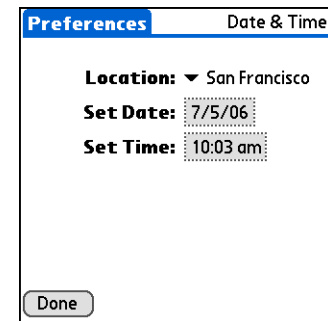 Preferences Date & Time
Location: San Francisco
Set Date: 7/5/06
Set Time: 10:03 am
Done